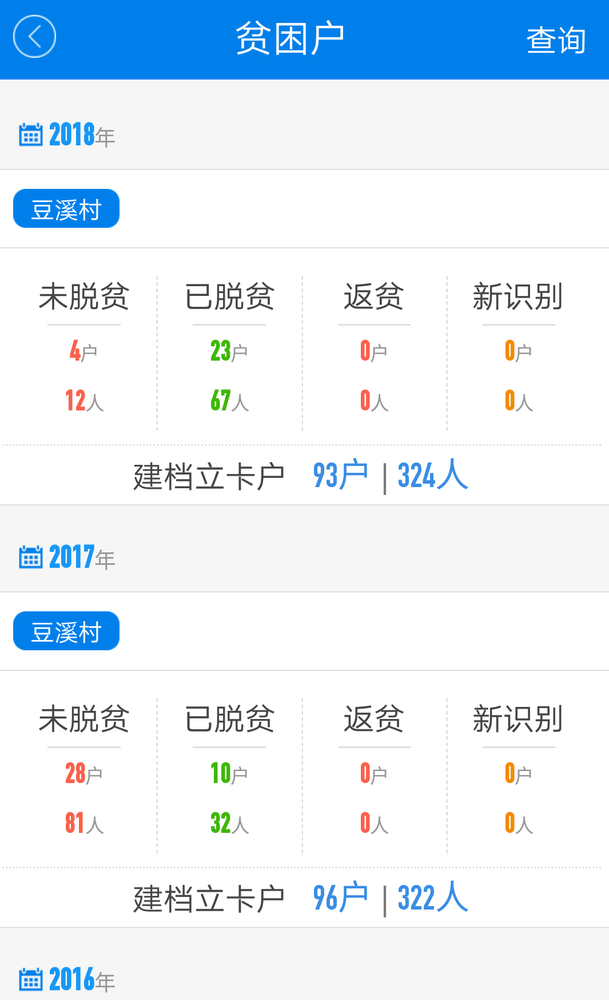 贫困户 查询
2018年
豆溪村
未脱贫 已脱贫 返贫 新识别
4户 23户 0户 0户
12人 67人 0人 0人
建档立卡户 93户 | 324人
2017年
豆溪村
未脱贫 已脱贫 返贫 新识别
28户 10户 0户 0户
81人 32人 0人 0人
建档立卡户 96户 | 322人
2016年